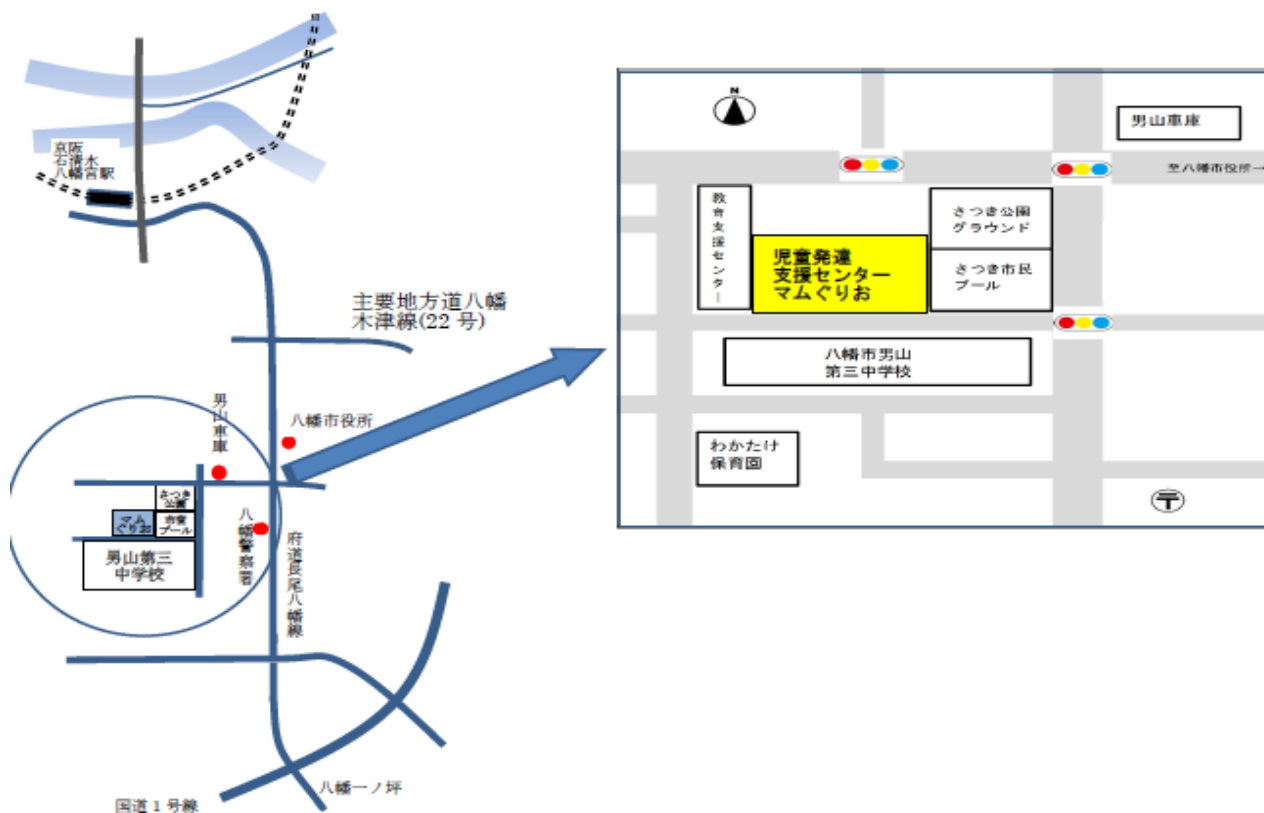 京阪
石清水
八幡宮駅
主要地方道八幡
木津線(22号)
男山車庫
八幡市役所
さつき
公園
マム
ぐりお
市営
プール
男山第三
中学校
八幡警察署
府道長尾八幡線
八幡一ノ坪
国道1号線
N
男山車庫
至八幡市役所→
教育支援センター
さつき公園
グラウンド
児童発達
支援センター
マムぐりお
さつき市民
プール
八幡市男山
第三中学校
わかたけ
保育園
〒